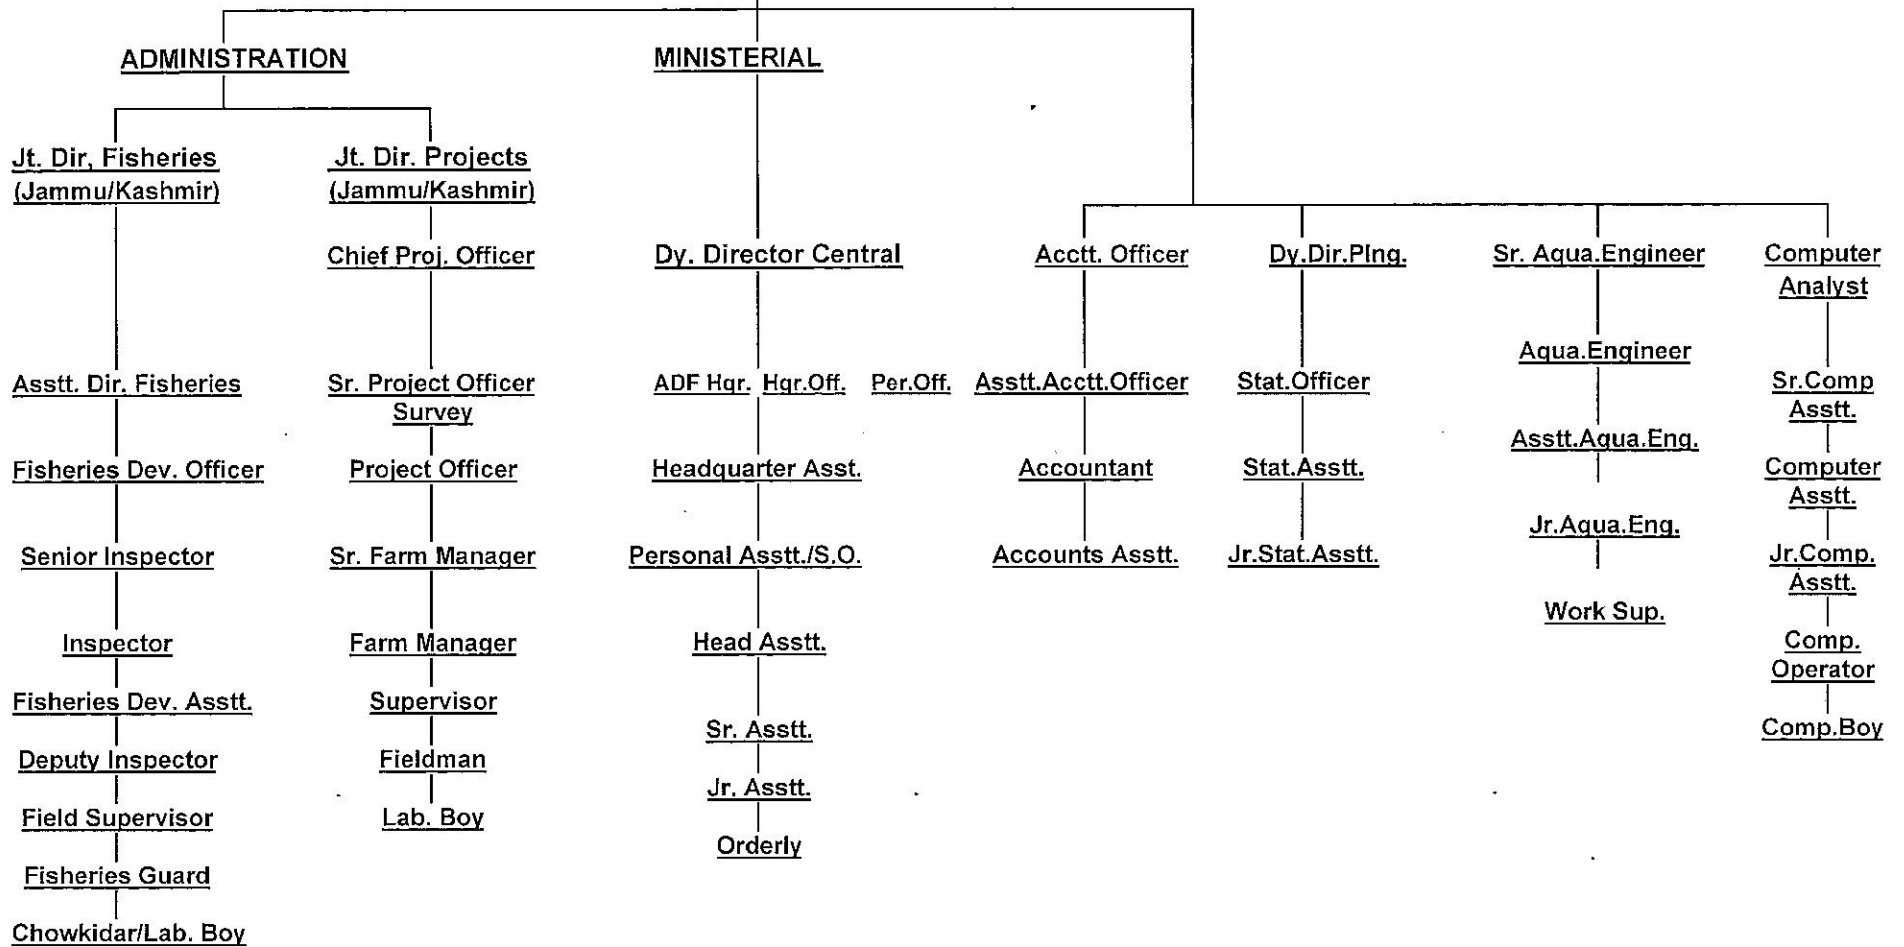 ADMINISTRATION
MINISTERIAL
Jt. Dir, Fisheries
(Jammu/Kashmir)
Asstt. Dir. Fisheries
Fisheries Dev. Officer
Senior Inspector
Inspector
Fisheries Dev. Asstt.
Deputy Inspector
Field Supervisor
Fisheries Guard
Chowkidar/Lab. Boy
Jt. Dir. Projects
(Jammu/Kashmir)
Chief Proj. Officer
Sr. Project Officer
Survey
Project Officer
Sr. Farm Manager
Farm Manager
Supervisor
Fieldman
Lab. Boy
Dy. Director Central
ADF Hqr. Hqr.Off. Per.Off.
Headquarter Asst.
Personal Asstt./S.O.
Head Asstt.
Sr. Asstt.
Jr. Asstt.
Orderly
Acctt. Officer
Asstt.Acctt.Officer
Accountant
Accounts Asstt.
Dy.Dir.Plng.
Stat.Officer
Stat.Asstt.
Jr.Stat.Asstt.
Sr. Aqua.Engineer
Aqua.Engineer
Asstt.Aqua.Eng.
Jr.Aqua.Eng.
Work Sup.
Computer
Analyst
Sr.Comp
Asstt.
Computer
Asstt.
Jr.Comp.
Asstt.
Comp.
Operator
Comp.Boy